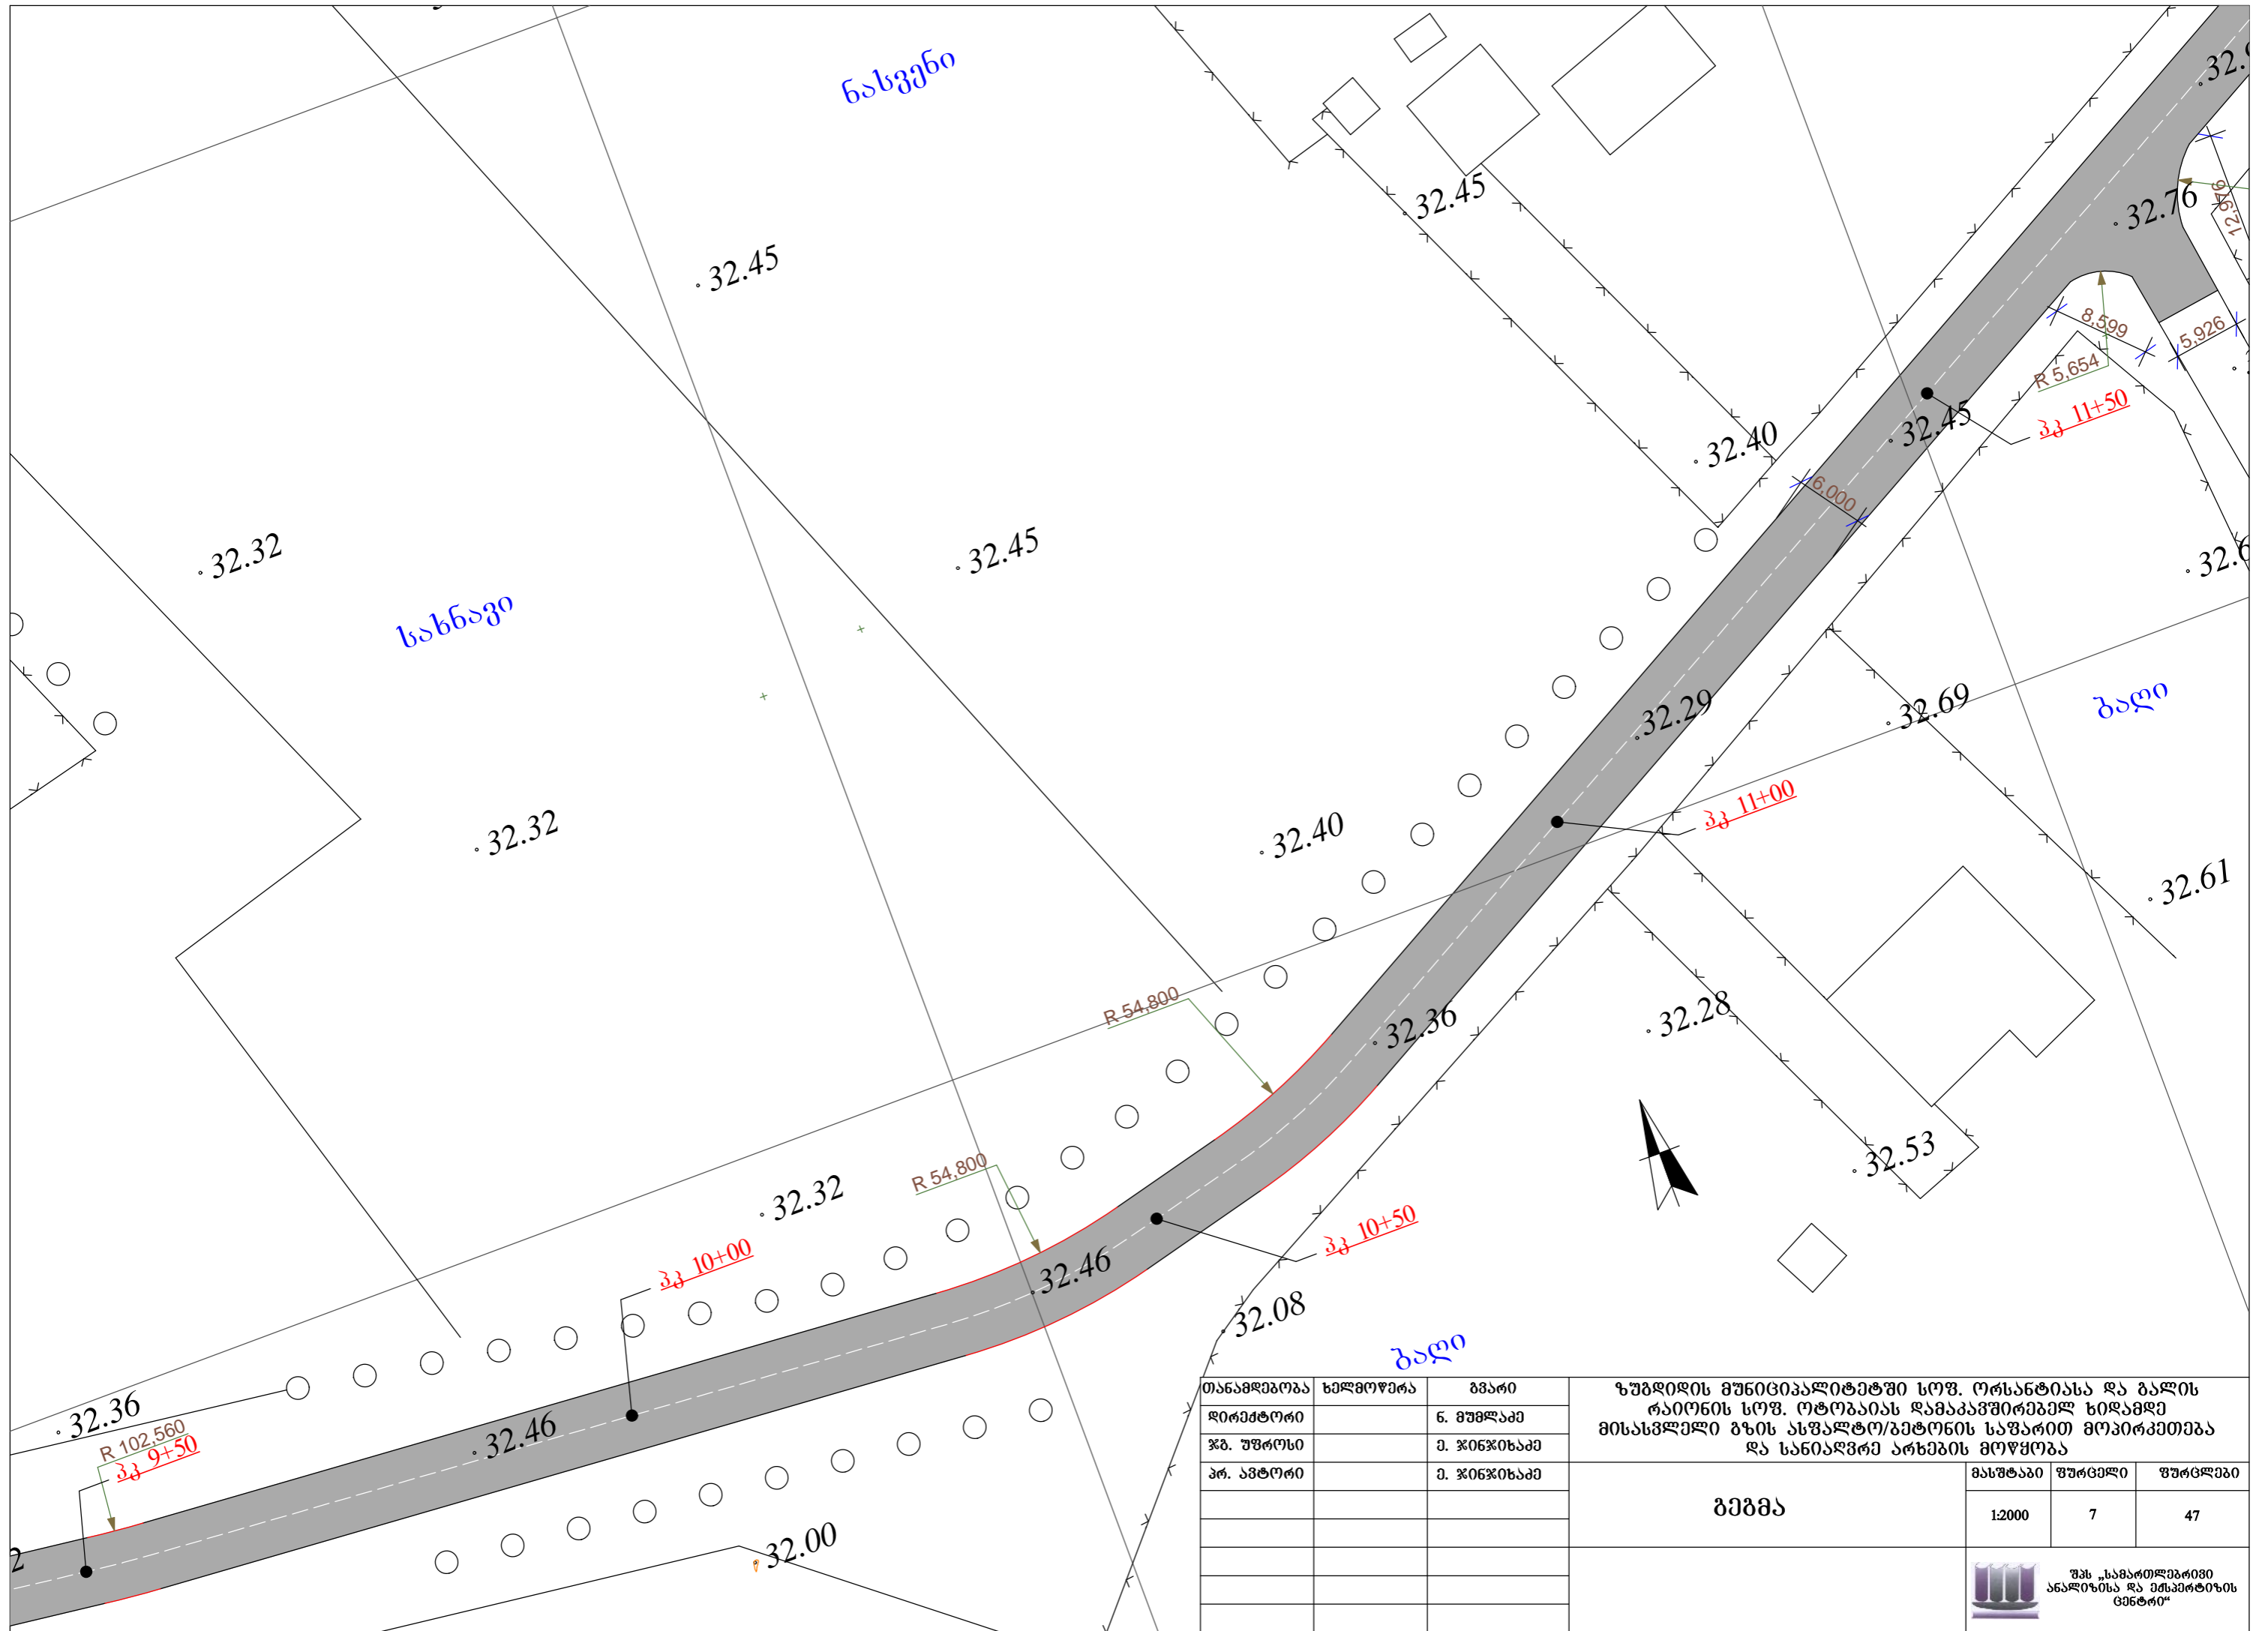 ნასვენი
32.45
32.76
12,976
32.45
8,599
5,926
R 5,654
პკ 11+50
32.45
32.40
6,000
32.32
32.45
სახნავი
32.69
ბაღი
32.29
პკ 11+00
32.32
32.40
32.61
R 54,800
32.36
32.28
32.53
R 54,800
32.32
პკ 10+00
პკ 10+50
32.46
32.08
ბაღი
32.36
R 102,560
პკ 9+50
32.46
32.00
თანამდებობა ხელმოწერა გვარი
დირექტორი ნ. მუმლაძე
ჯგ. უფროსი ე. ჯინჯიხაძე
პრ. ავტორი ე. ჯინჯიხაძე
ზუგდიდის მუნიციპალიტეტში სოფ. ორსანტიასა და გალის
რაიონის სოფ. ოტობაიას დამაკავშირებელ ხიდამდე
მისასვლელი გზის ასფალტო/ბეტონის საფარით მოპირკეთება
და სანიაღვრე არხების მოწყობა
გეგმა
მასშტაბი ფურცელი ფურცლები
1:2000 7 47
შპს „სამართლებრივი
ანალიზისა და ექსპერტიზის
ცენტრი“